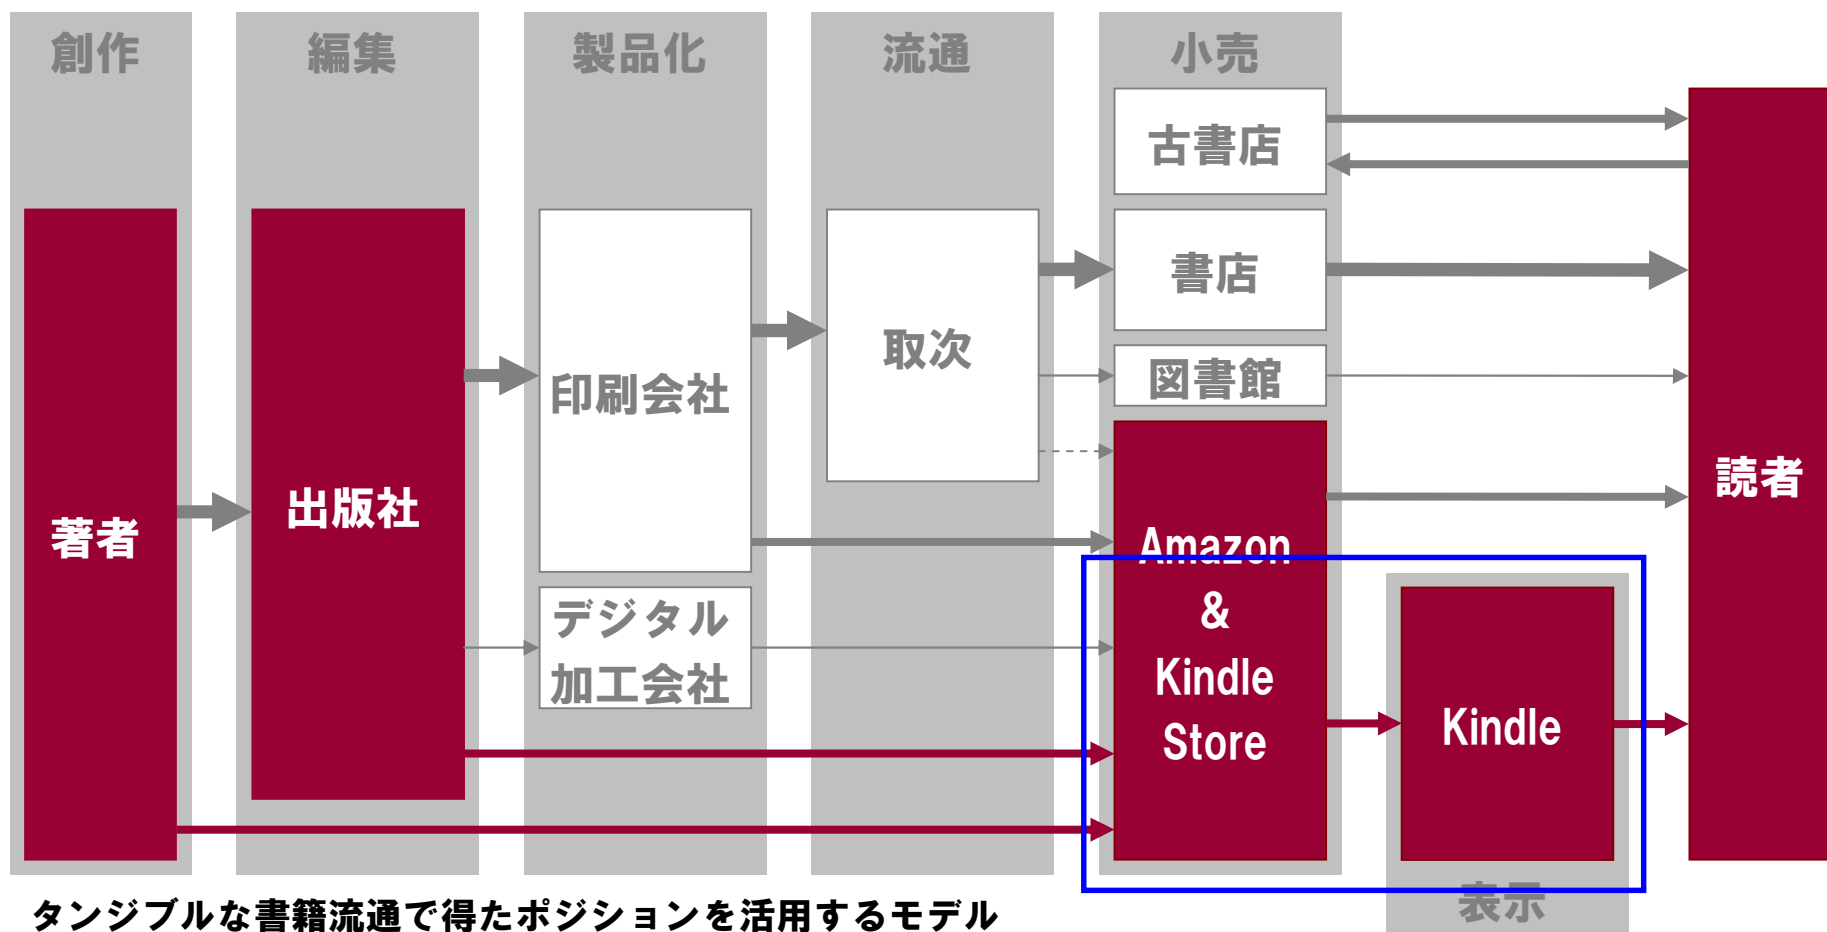 創作
編集
製品化
流通
小売
古書店
書店
図書館
取次
印刷会社
デジタル
加工会社
出版社
著者
読者
Amazon
&
Kindle
Store
Kindle
表示
タンジブルな書籍流通で得たポジションを活用するモデル